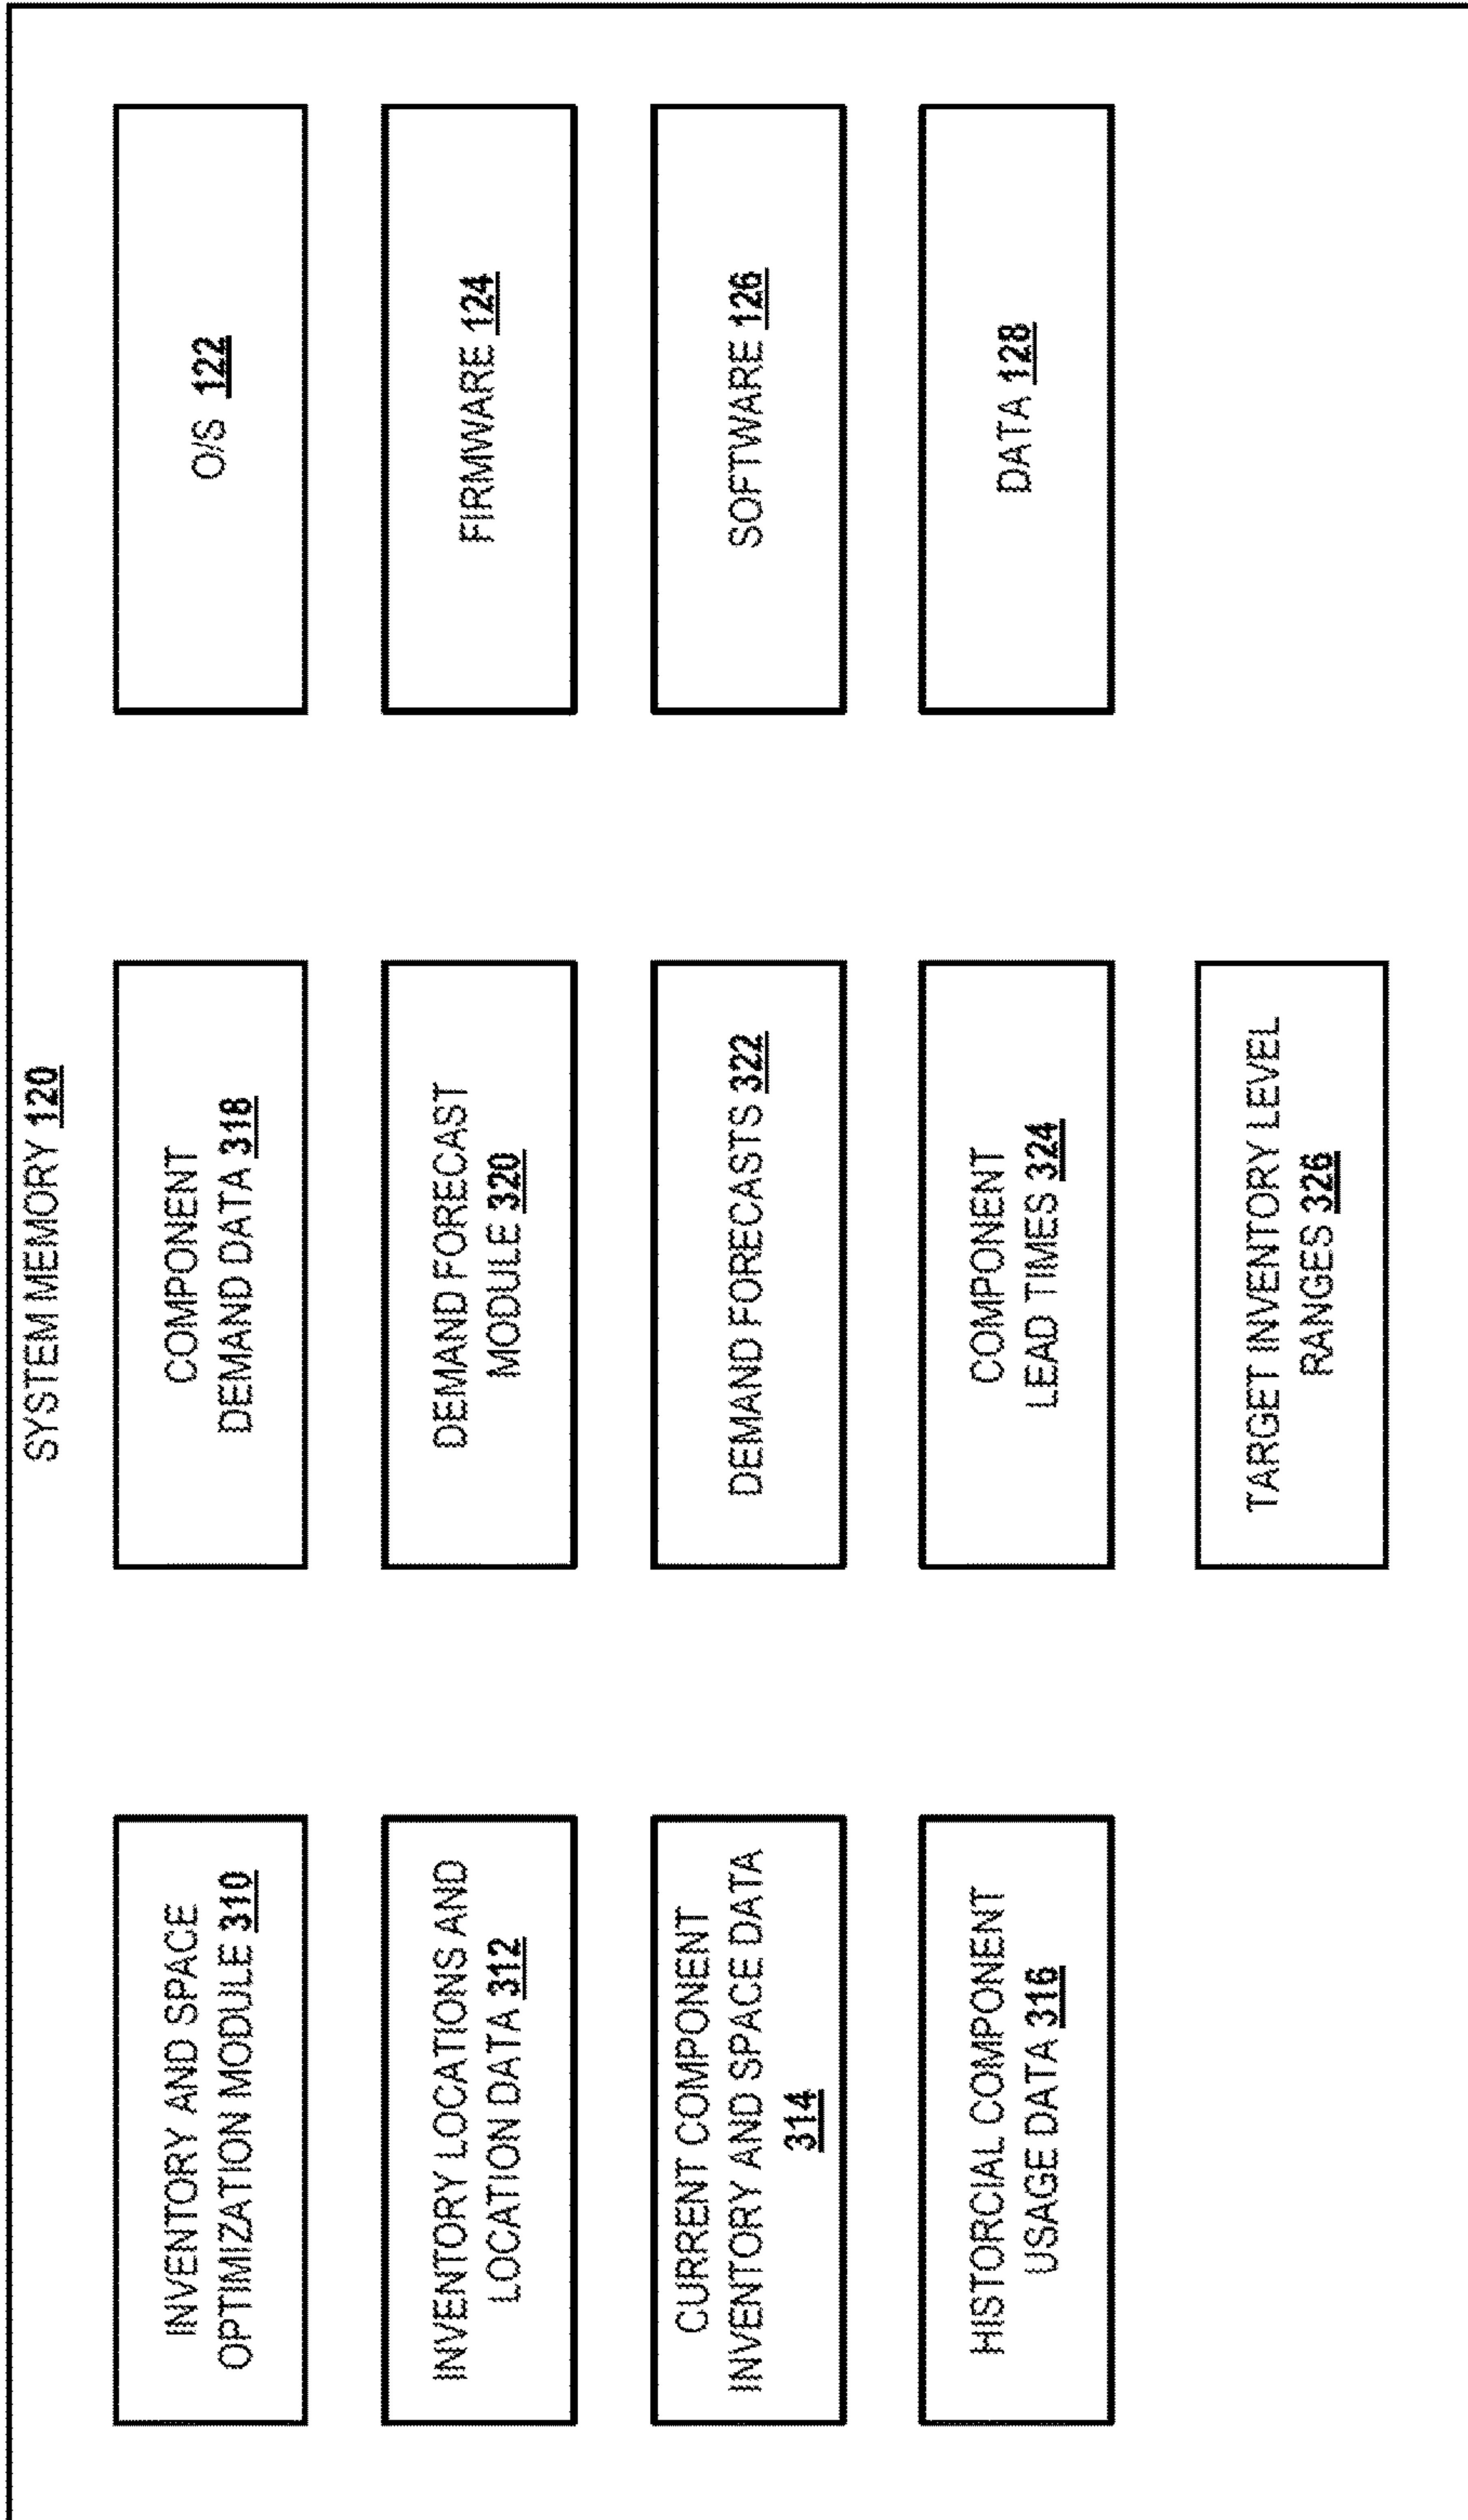 SYSTEM MEMORY 120
INVENTORY AND SPACE
OPTIMIZATION MODULE 310
INVENTORY LOCATIONS AND
LOCATION DATA 312
CURRENT COMPONENT
INVENTORY AND SPACE DATA
314
HISTORCIAL COMPONENT
USAGE DATA 316
COMPONENT
DEMAND DATA 318
DEMAND FORECAST
MODULE 320
DEMAND FORECASTS 322
COMPONENT
LEAD TIMES 324
TARGET INVENTORY LEVEL
RANGES 326
O/S 122
FIRMWARE 124
SOFTWARE 126
DATA 128